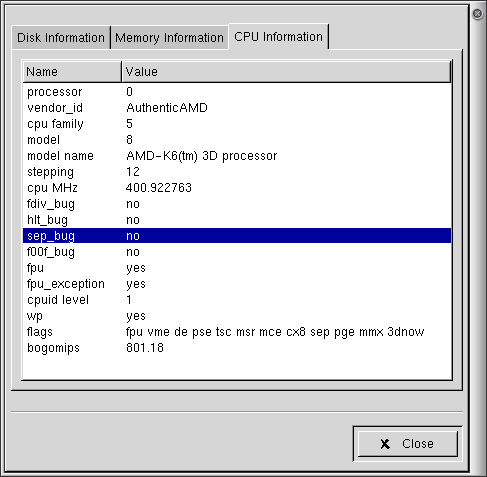 Disk Information Memory Information CPU Information
Name Value
processor 0
vendor_id AuthenticAMD
cpu family 5
model 8
model name AMD-K6(tm) 3D processor
stepping 12
cpu MHz 400.922763
fdiv_bug no
hlt_bug no
sep_bug no
f00f_bug no
fpu yes
fpu_exception yes
cpuid level 1
wp yes
flags fpu vme de pse tsc msr mce cx8 sep pge mmx 3dnow
bogomips 801.18
Close